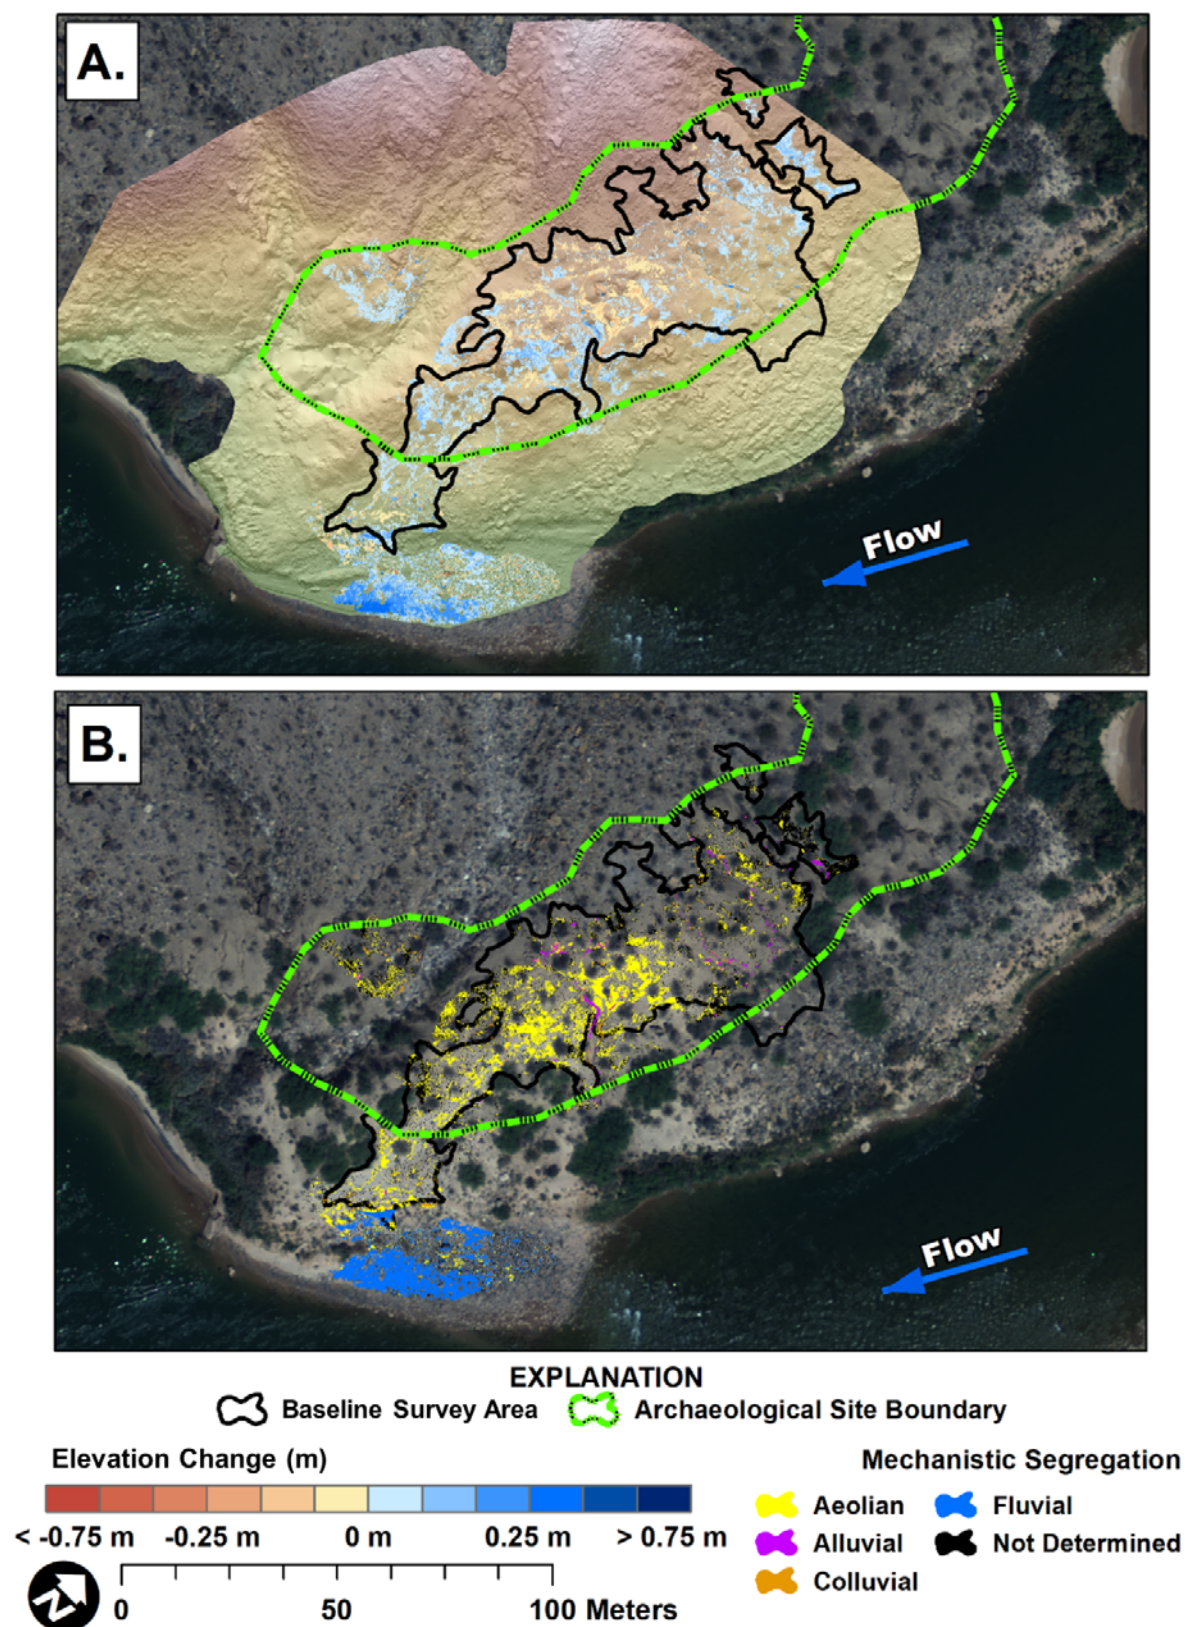 A.
Flow
B.
Flow
EXPLANATION
Baseline Survey Area Archaeological Site Boundary
Elevation Change (m) Mechanistic Segregation
Aeolian Fluvial
< -0.75 m -0.25 m 0 m 0.25 m > 0.75 m
Alluvial Not Determined
Colluvial
N
0 50 100 Meters